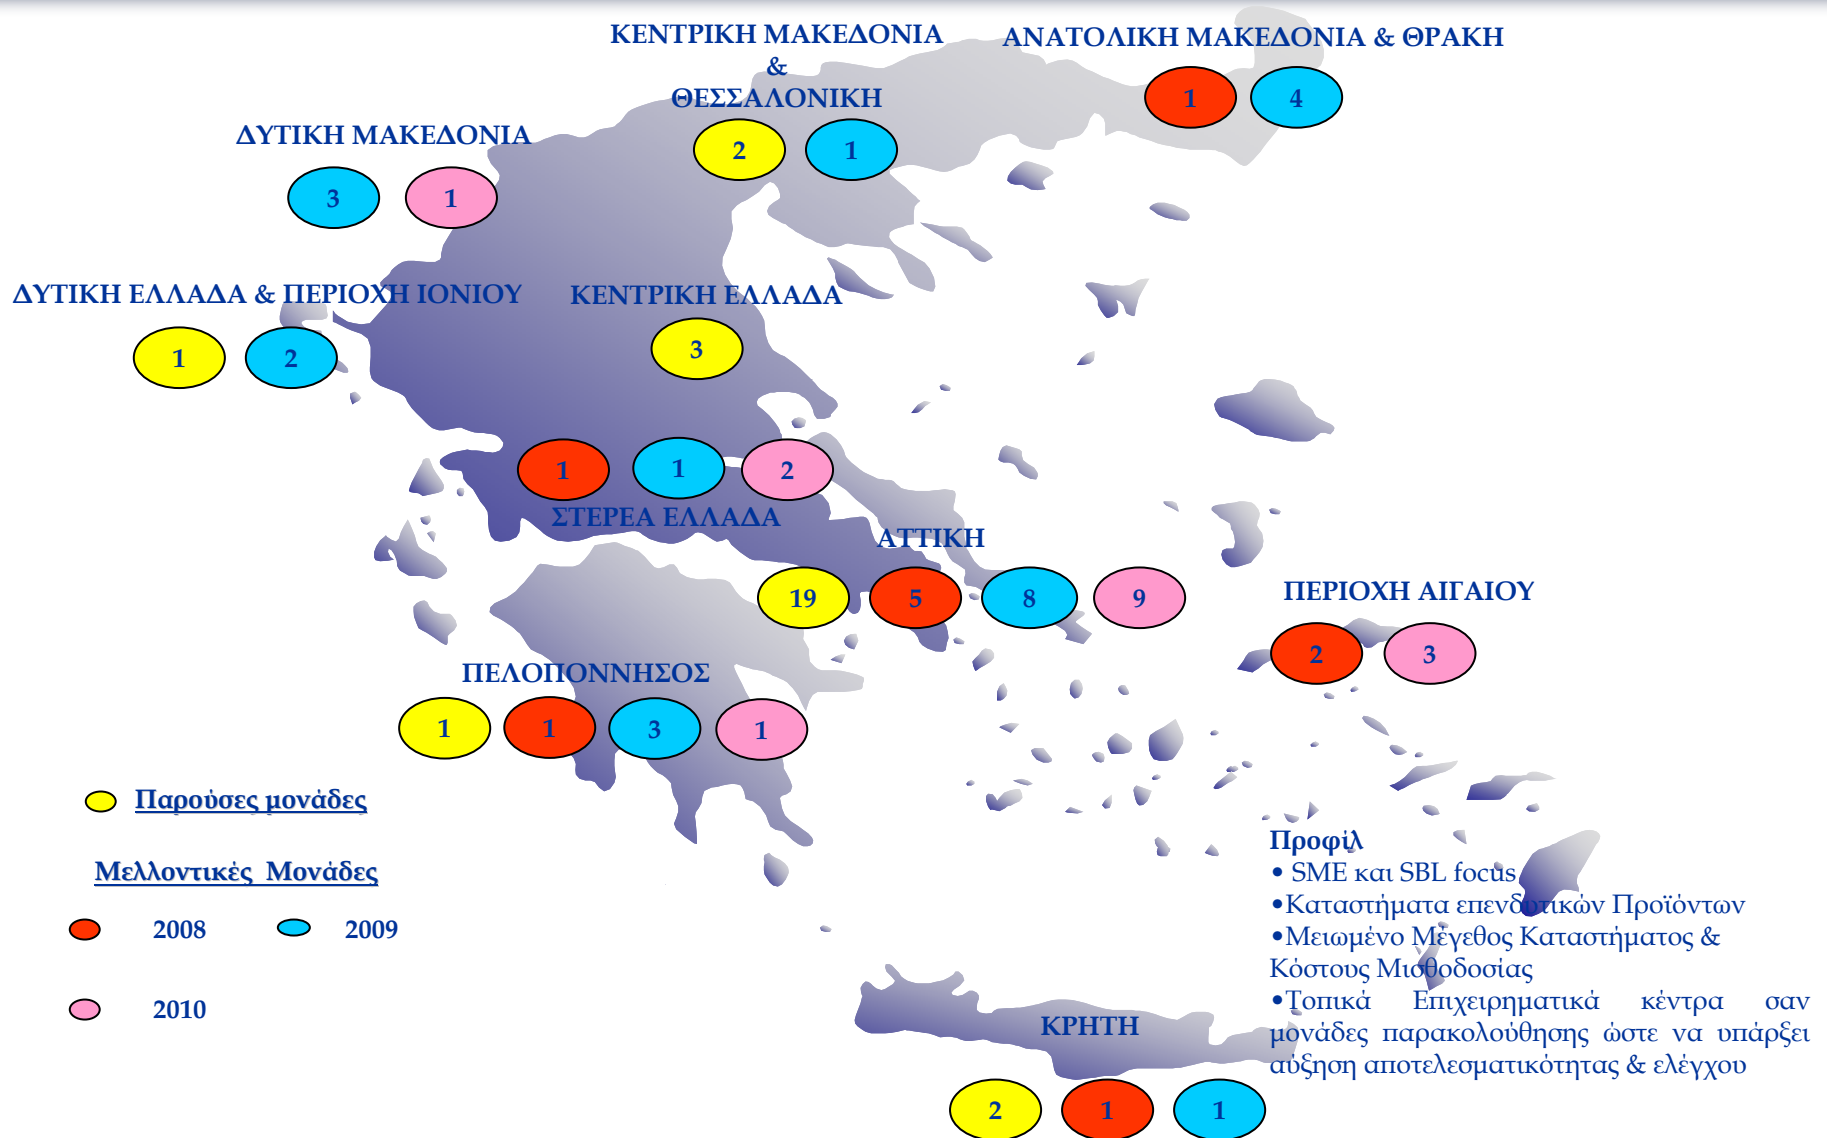 ΚΕΝΤΡΙΚΗ ΜΑΚΕΔΟΝΙΑ
&
ΘΕΣΣΑΛΟΝΙΚΗ
2 1
ΑΝΑΤΟΛΙΚΗ ΜΑΚΕΔΟΝΙΑ & ΘΡΑΚΗ
1 4
ΔΥΤΙΚΗ ΜΑΚΕΔΟΝΙΑ
3 1
ΔΥΤΙΚΗ ΕΛΛΑΔΑ & ΠΕΡΙΟΧΗ ΙΟΝΙΟΥ
1 2
ΚΕΝΤΡΙΚΗ ΕΛΛΑΔΑ
3
1 1 2
ΣΤΕΡΕΑ ΕΛΛΑΔΑ
ΑΤΤΙΚΗ
19 5 8 9
ΠΕΡΙΟΧΗ ΑΙΓΑΙΟΥ
2 3
ΠΕΛΟΠΟΝΝΗΣΟΣ
1 1 3 1
Παρούσες μονάδες
Μελλοντικές Μονάδες
2008 2009
2010
Προφίλ
• SME και SBL focus
•Καταστήματα επενδυτικών Προϊόντων
•Μειωμένο Μέγεθος Καταστήματος &
Κόστους Μισθοδοσίας
•Τοπικά Επιχειρηματικά κέντρα σαν
μονάδες παρακολούθησης ώστε να υπάρξει
αύξηση αποτελεσματικότητας & ελέγχου
ΚΡΗΤΗ
2 1 1